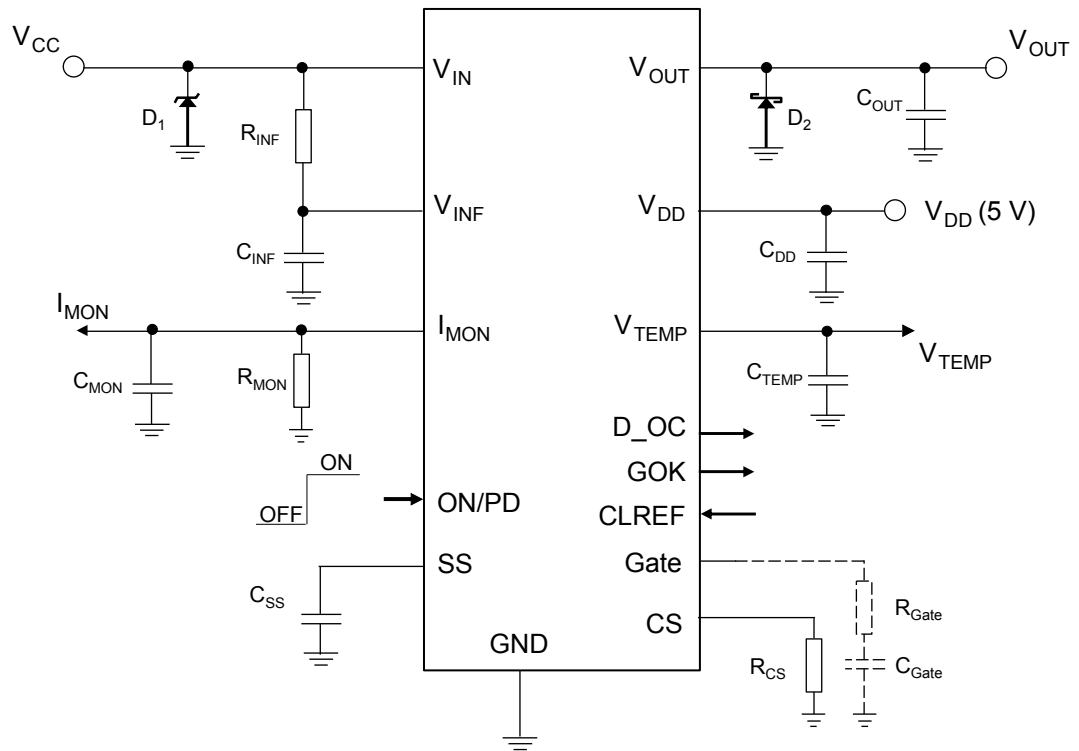 V_CC
V_IN
V_OUT
V_OUT
D_1
R_INF
D_2
C_OUT
V_INF
V_DD
V_DD (5 V)
C_INF
C_DD
I_MON
I_MON
V_TEMP
V_TEMP
C_MON
R_MON
C_TEMP
D_OC
ON
GOK
OFF
ON/PD
CLREF
SS
Gate
C_SS
R_Gate
CS
GND
R_CS
C_Gate